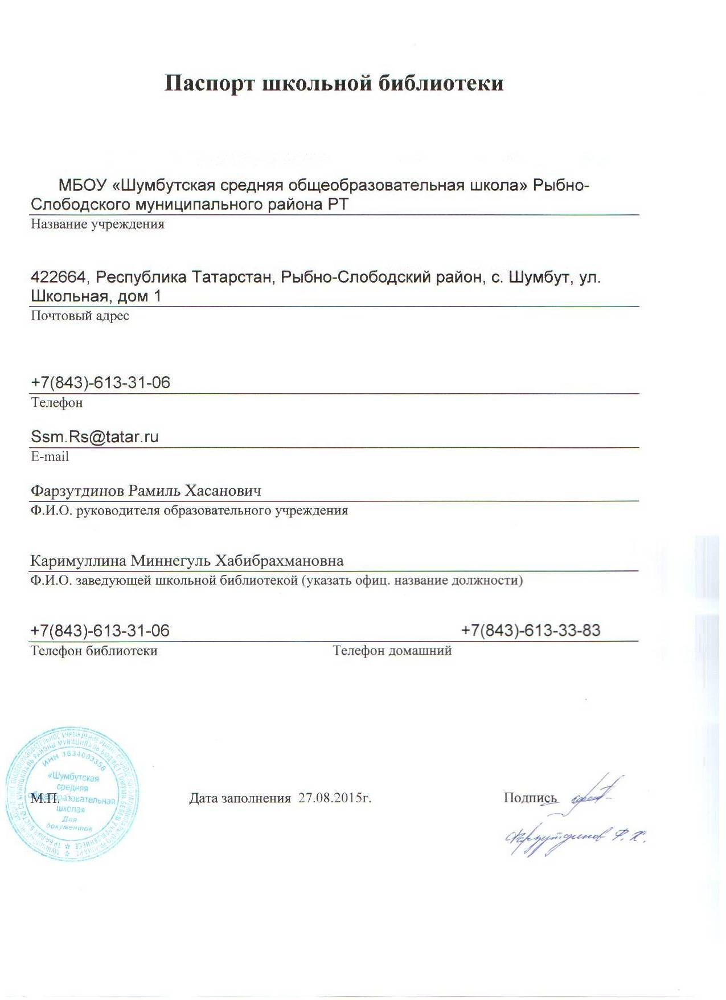 Паспорт школьной библиотеки
МБОУ «Шумбутская средняя общеобразовательная школа» Рыбно-
Слободского муниципального района РТ
Название учреждения
422664, Республика Татарстан, Рыбно-Слободский район, с. Шумбут, ул.
Школьная, дом 1
Почтовый адрес
+7(843)-613-31-06
Телефон
Ssm.Rs@tatar.ru
E-mail
Фарзутдинов Рамиль Хасанович
Ф.И.О. руководителя образовательного учреждения
Каримуллина Миннегуль Хабибрахмановна
Ф.И.О. заведующей школьной библиотекой (указать офиц. название должности)
+7(843)-613-31-06 +7(843)-613-33-83
Телефон библиотеки Телефон домашний
ИНН 1634003356
«Шумбутская
средняя
общеобразовательная
школа»
Для
документов
М.П. Дата заполнения 27.08.2015г. Подпись
Фарзутдинов Р. Х.